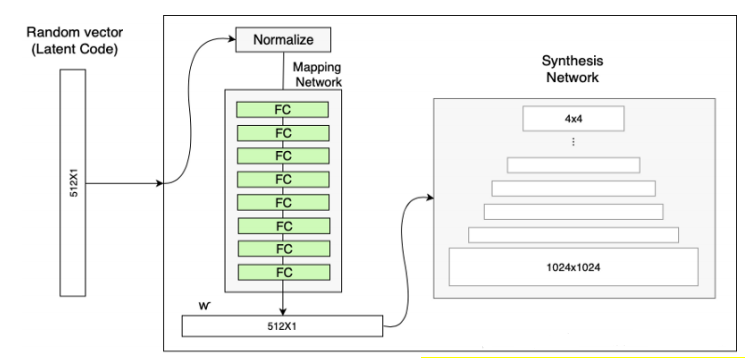 Random vector
(Latent Code)
512X1
Normalize
Mapping
Network
FC
FC
FC
FC
FC
FC
FC
FC
w
512X1
Synthesis
Network
4x4
...
1024x1024